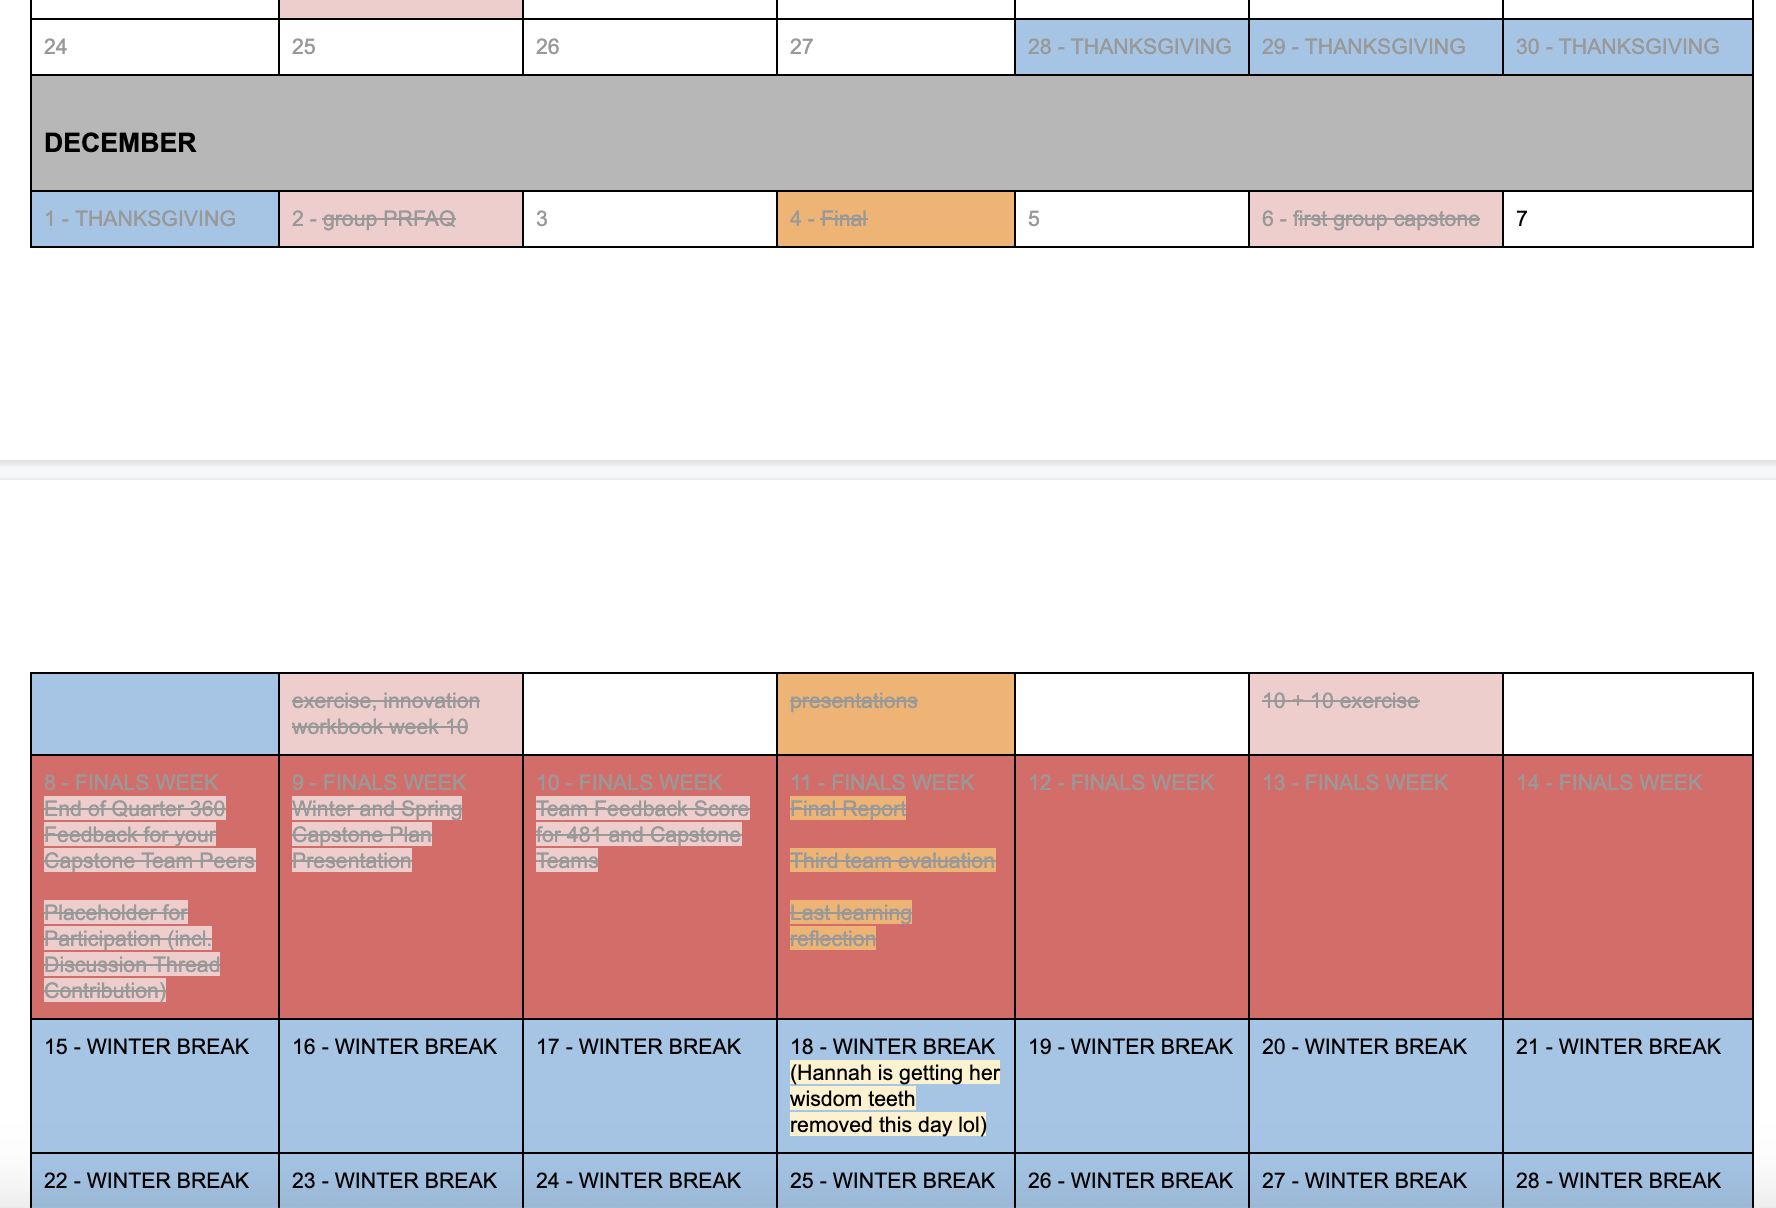 24 25 26 27 28 - THANKSGIVING 29 - THANKSGIVING 30 - THANKSGIVING
DECEMBER
1 - THANKSGIVING 2 - group PRFAQ 3 4 - Final 5 6 - first group capstone 7
exercise, innovation
workbook week 10
presentations
10 + 10 exercise
8 - FINALS WEEK
End of Quarter 360
Feedback for your
Capstone Team Peers
Placeholder for
Participation (incl.
Discussion Thread
Contribution)
9 - FINALS WEEK
Winter and Spring
Capstone Plan
Presentation
10 - FINALS WEEK
Team Feedback Score
for 481 and Capstone
Teams
11 - FINALS WEEK
Final Report
Third team evaluation
Last learning
reflection
12 - FINALS WEEK
13 - FINALS WEEK
14 - FINALS WEEK
15 - WINTER BREAK
16 - WINTER BREAK
17 - WINTER BREAK
18 - WINTER BREAK
(Hannah is getting her
wisdom teeth
removed this day lol)
19 - WINTER BREAK
20 - WINTER BREAK
21 - WINTER BREAK
22 - WINTER BREAK
23 - WINTER BREAK
24 - WINTER BREAK
25 - WINTER BREAK
26 - WINTER BREAK
27 - WINTER BREAK
28 - WINTER BREAK